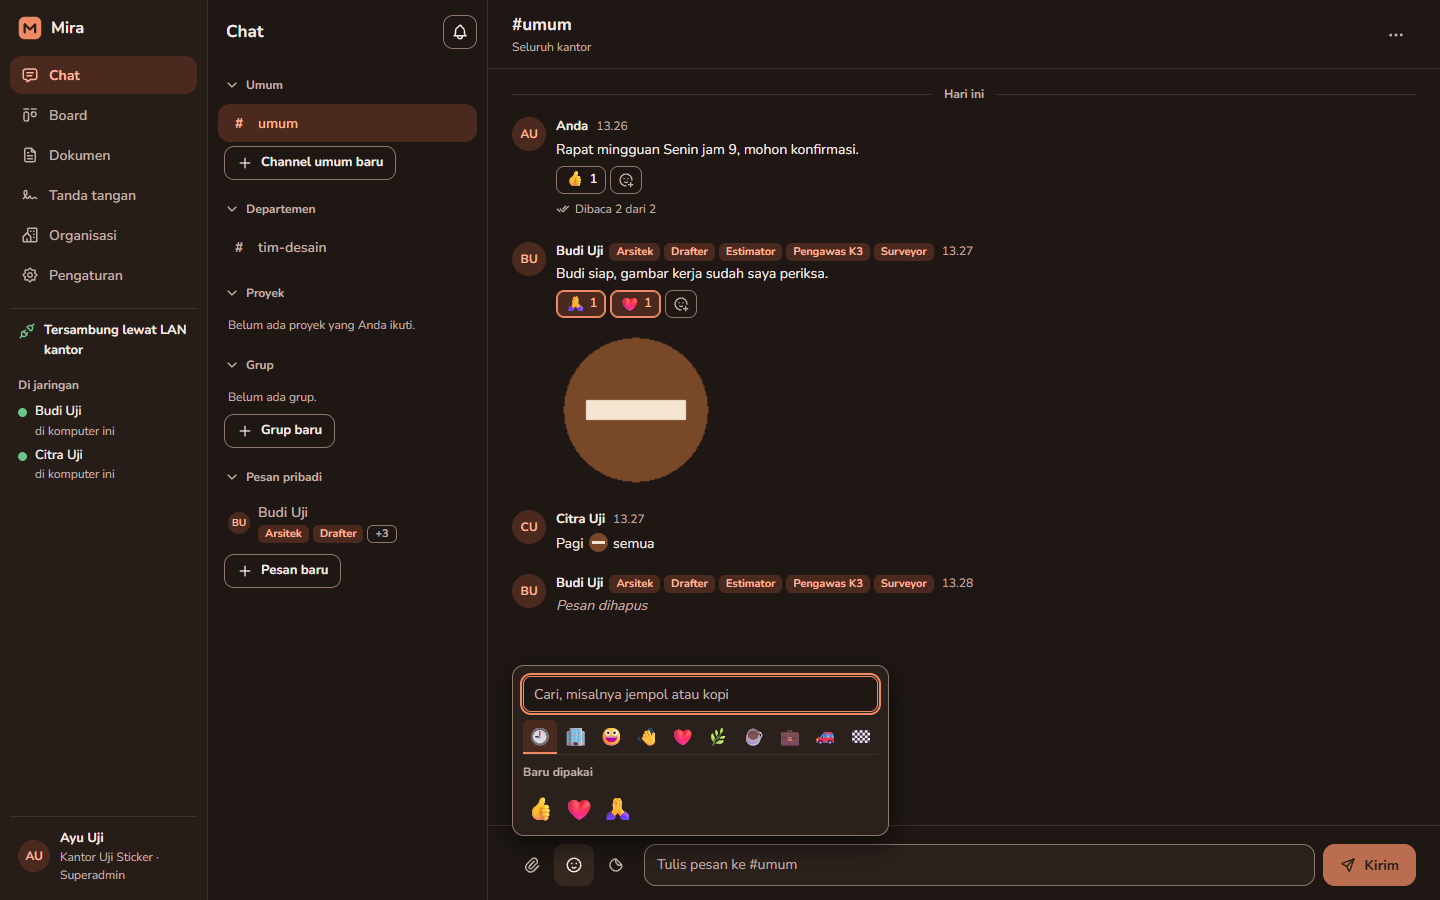 Mira
Chat
Board
Dokumen
Tanda tangan
Organisasi
Pengaturan
Tersambung lewat LAN
kantor
Di jaringan
Budi Uji
di komputer ini
Citra Uji
di komputer ini
AU
Ayu Uji
Kantor Uji Sticker ·
Superadmin
Chat
Umum
# umum
Channel umum baru
Departemen
# tim-desain
Proyek
Belum ada proyek yang Anda ikuti.
Grup
Belum ada grup.
Grup baru
Pesan pribadi
BU
Budi Uji
Arsitek Drafter +3
Pesan baru
#umum
Seluruh kantor
Hari ini
AU
Anda 13.26
Rapat mingguan Senin jam 9, mohon konfirmasi.
👍 1
Dibaca 2 dari 2
BU
Budi Uji Arsitek Drafter Estimator Pengawas K3 Surveyor 13.27
Budi siap, gambar kerja sudah saya periksa.
🙏 1 ❤️ 1
CU
Citra Uji 13.27
Pagi semua
BU
Budi Uji Arsitek Drafter Estimator Pengawas K3 Surveyor 13.28
Pesan dihapus
Cari, misalnya jempol atau kopi
Baru dipakai
Tulis pesan ke #umum
Kirim